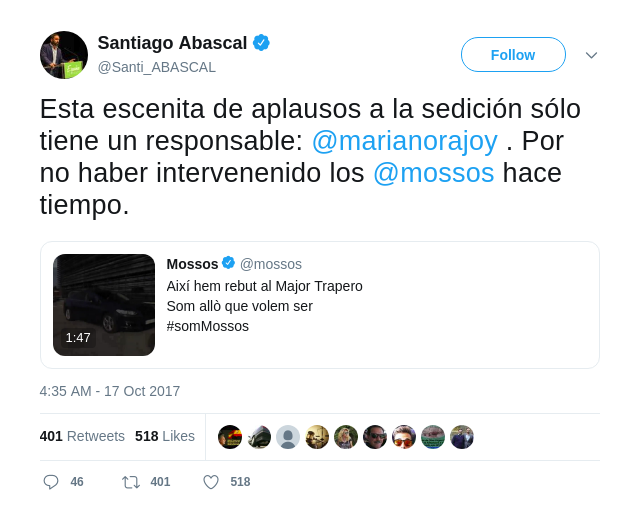 Santiago Abascal
@Santi_ABASCAL
Follow
Esta escenita de aplausos a la sedición sólo
tiene un responsable: @marianorajoy . Por
no haber intervenenido los @mossos hace
tiempo.
Mossos @mossos
Així hem rebut al Major Trapero
Som allò que volem ser
#somMossos
1:47
4:35 AM - 17 Oct 2017
401 Retweets 518 Likes
46 401 518